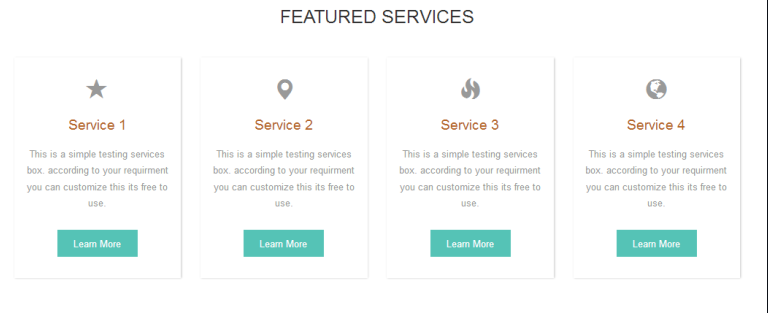 FEATURED SERVICES
Service 1
This is a simple testing services
box. according to your requirment
you can customize this its free to
use.
Learn More
Service 2
This is a simple testing services
box. according to your requirment
you can customize this its free to
use.
Learn More
Service 3
This is a simple testing services
box. according to your requirment
you can customize this its free to
use.
Learn More
Service 4
This is a simple testing services
box. according to your requirment
you can customize this its free to
use.
Learn More